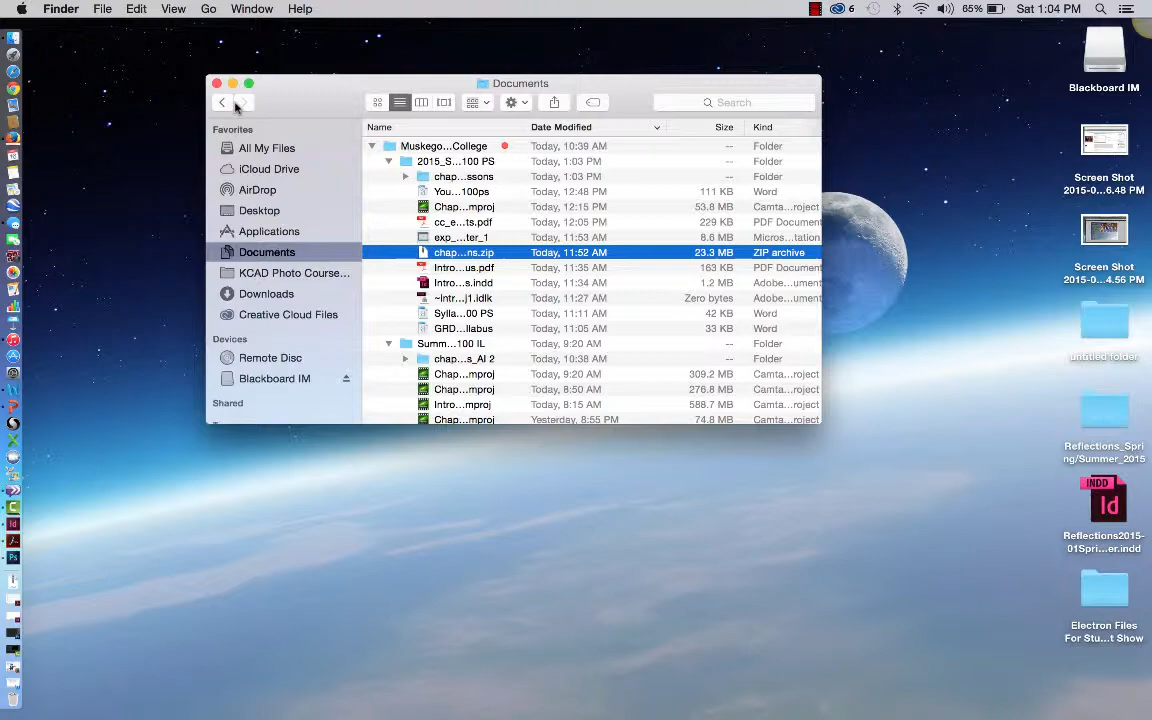 Finder File Edit View Go Window Help 6 65% Sat 1:04 PM
Documents
Search
Favorites
All My Files
iCloud Drive
AirDrop
Desktop
Applications
Documents
KCAD Photo Course...
Downloads
Creative Cloud Files
Devices
Remote Disc
Blackboard IM
Shared
Name Date Modified Size Kind
Muskego...College Today, 10:39 AM -- Folder
2015_S...100 PS Today, 1:03 PM -- Folder
chap...ssons Today, 1:03 PM -- Folder
You...100ps Today, 12:48 PM 111 KB Word
Chap...mproj Today, 12:15 PM 53.8 MB Camta...roject
cc_e...ts.pdf Today, 12:05 PM 229 KB PDF Document
exp_...ter_1 Today, 11:53 AM 8.6 MB Micros...rmation
chap...ns.zip Today, 11:52 AM 23.3 MB ZIP archive
Intro...us.pdf Today, 11:35 AM 163 KB PDF Document
Intro...s.indd Today, 11:34 AM 1.2 MB Adobe...ument
~intr...j1.idlk Today, 11:27 AM Zero bytes Adobe...ument
Sylla...00 PS Today, 11:11 AM 42 KB Word
GRD...llabus Today, 11:05 AM 33 KB Word
Summ...100 IL Today, 9:20 AM -- Folder
chap...s_AI 2 Today, 10:38 AM -- Folder
Chap...mproj Today, 9:20 AM 309.2 MB Camta...roject
Chap...mproj Today, 8:50 AM 276.8 MB Camta...roject
Intro...mproj Today, 8:15 AM 588.7 MB Camta...roject
Chap...mproj Yesterday, 8:55 PM 74.8 MB Camta...roject
Blackboard IM
Screen Shot
2015-0...6.48 PM
Screen Shot
2015-0...4.56 PM
untitled folder
Reflections_Spri
ng/Summer_2015
INDD
Id
Reflections2015-
01Spri...er.indd
Electron Files
For Stu...t Show